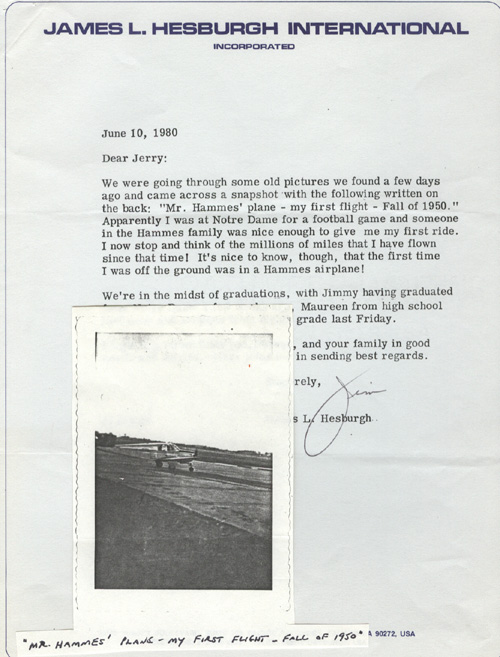 JAMES L. HESBURGH INTERNATIONAL
INCORPORATED
June 10, 1980
Dear Jerry:
We were going through some old pictures we found a few days
ago and came across a snapshot with the following written on
the back: "Mr. Hammes' plane - my first flight - Fall of 1950."
Apparently I was at Notre Dame for a football game and someone
in the Hammes family was nice enough to give me my first ride.
I now stop and think of the millions of miles that I have flown
since that time! It's nice to know, though, that the first time
I was off the ground was in a Hammes airplane!
We're in the midst of graduations, with Jimmy having graduated
Maureen from high school
grade last Friday.
, and your family in good
in sending best regards.
rely,
Jim
s L. Hesburgh
A 90272, USA
"MR. HAMMES' PLANE - MY FIRST FLIGHT - FALL OF 1950"